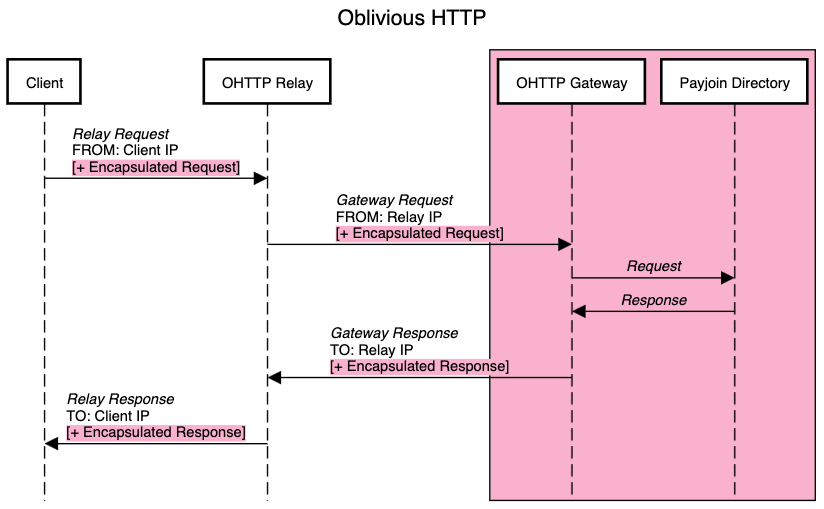 Oblivious HTTP
Client
OHTTP Relay
OHTTP Gateway
Payjoin Directory
Relay Request
FROM: Client IP
[+ Encapsulated Request]
Gateway Request
FROM: Relay IP
[+ Encapsulated Request]
Request
Response
Gateway Response
TO: Relay IP
[+ Encapsulated Response]
Relay Response
TO: Client IP
[+ Encapsulated Response]